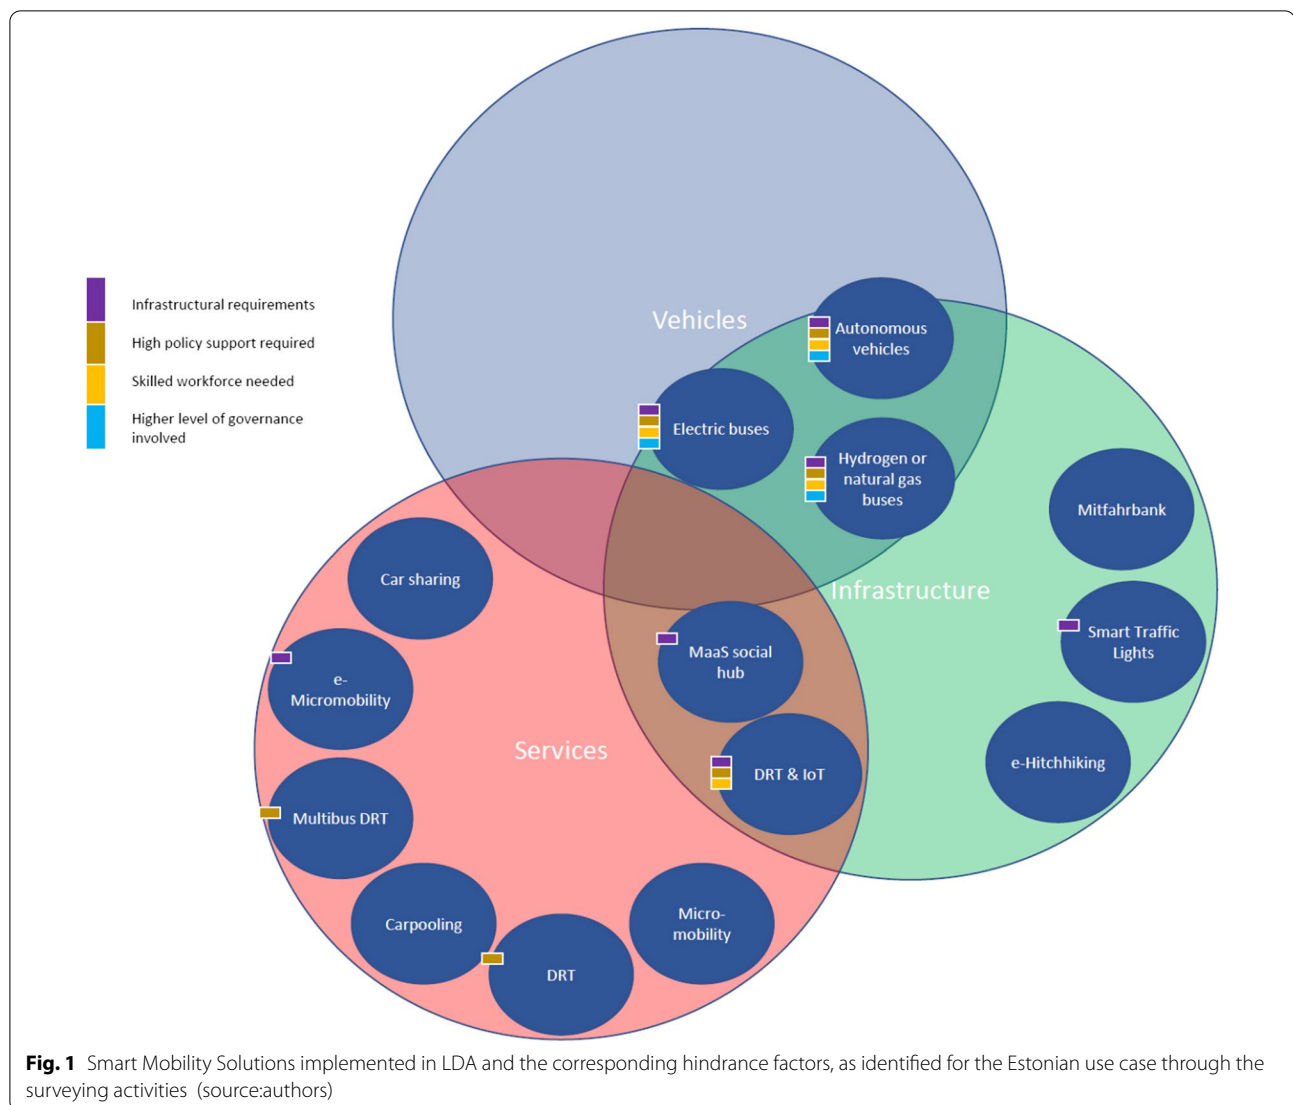 Infrastructural requirements
High policy support required
Skilled workforce needed
Higher level of governance
involved
Vehicles
Autonomous
vehicles
Electric buses
Hydrogen or
natural gas
buses
Mitfahrbank
Infrastructure
Car sharing
Smart Traffic
Lights
MaaS social
hub
e-
Micromobility
Services
DRT & IoT
e-Hitchhiking
Multibus DRT
Carpooling
Micro-
mobility
DRT
Fig. 1 Smart Mobility Solutions implemented in LDA and the corresponding hindrance factors, as identified for the Estonian use case through the
surveying activities (source:authors)